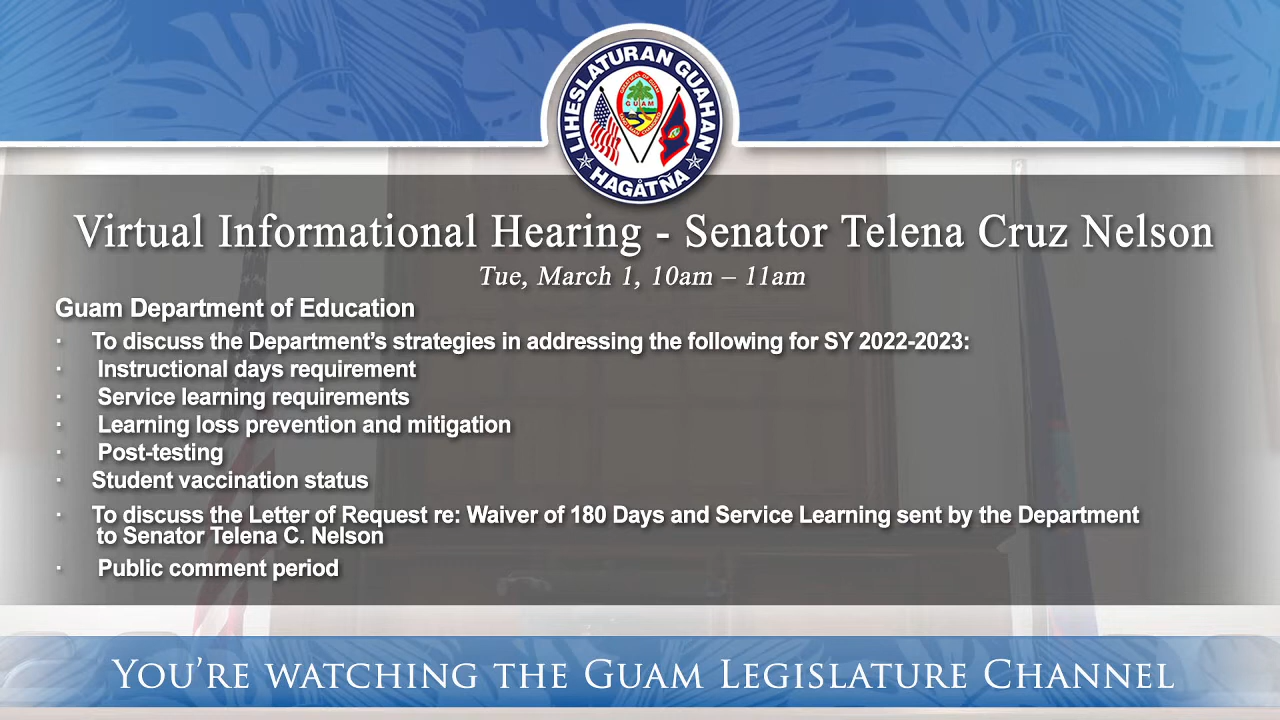 LIHESLATURAN GUAHAN
GUAM
HAGÅTÑA
Virtual Informational Hearing - Senator Telena Cruz Nelson
Tue, March 1, 10am – 11am
Guam Department of Education
· To discuss the Department’s strategies in addressing the following for SY 2022-2023:
· Instructional days requirement
· Service learning requirements
· Learning loss prevention and mitigation
· Post-testing
· Student vaccination status
· To discuss the Letter of Request re: Waiver of 180 Days and Service Learning sent by the Department
to Senator Telena C. Nelson
· Public comment period
YOU’RE WATCHING THE GUAM LEGISLATURE CHANNEL